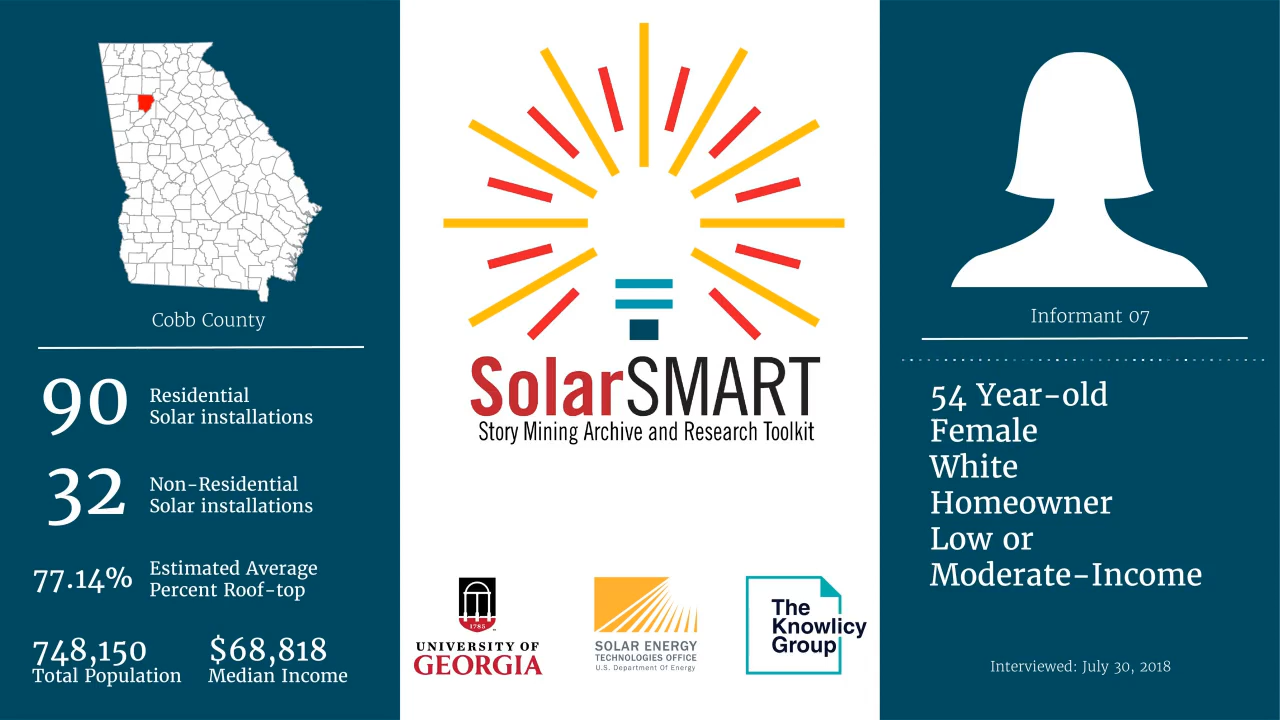 Cobb County
90
Residential
Solar installations
32
Non-Residential
Solar installations
77.14%
Estimated Average
Percent Roof-top
748,150
Total Population
$68,818
Median Income
SolarSMART
Story Mining Archive and Research Toolkit
1785
UNIVERSITY OF
GEORGIA
SOLAR ENERGY
TECHNOLOGIES OFFICE
U.S. Department Of Energy
The
Knowlicy
Group
Informant 07
54 Year-old
Female
White
Homeowner
Low or
Moderate-Income
Interviewed: July 30, 2018